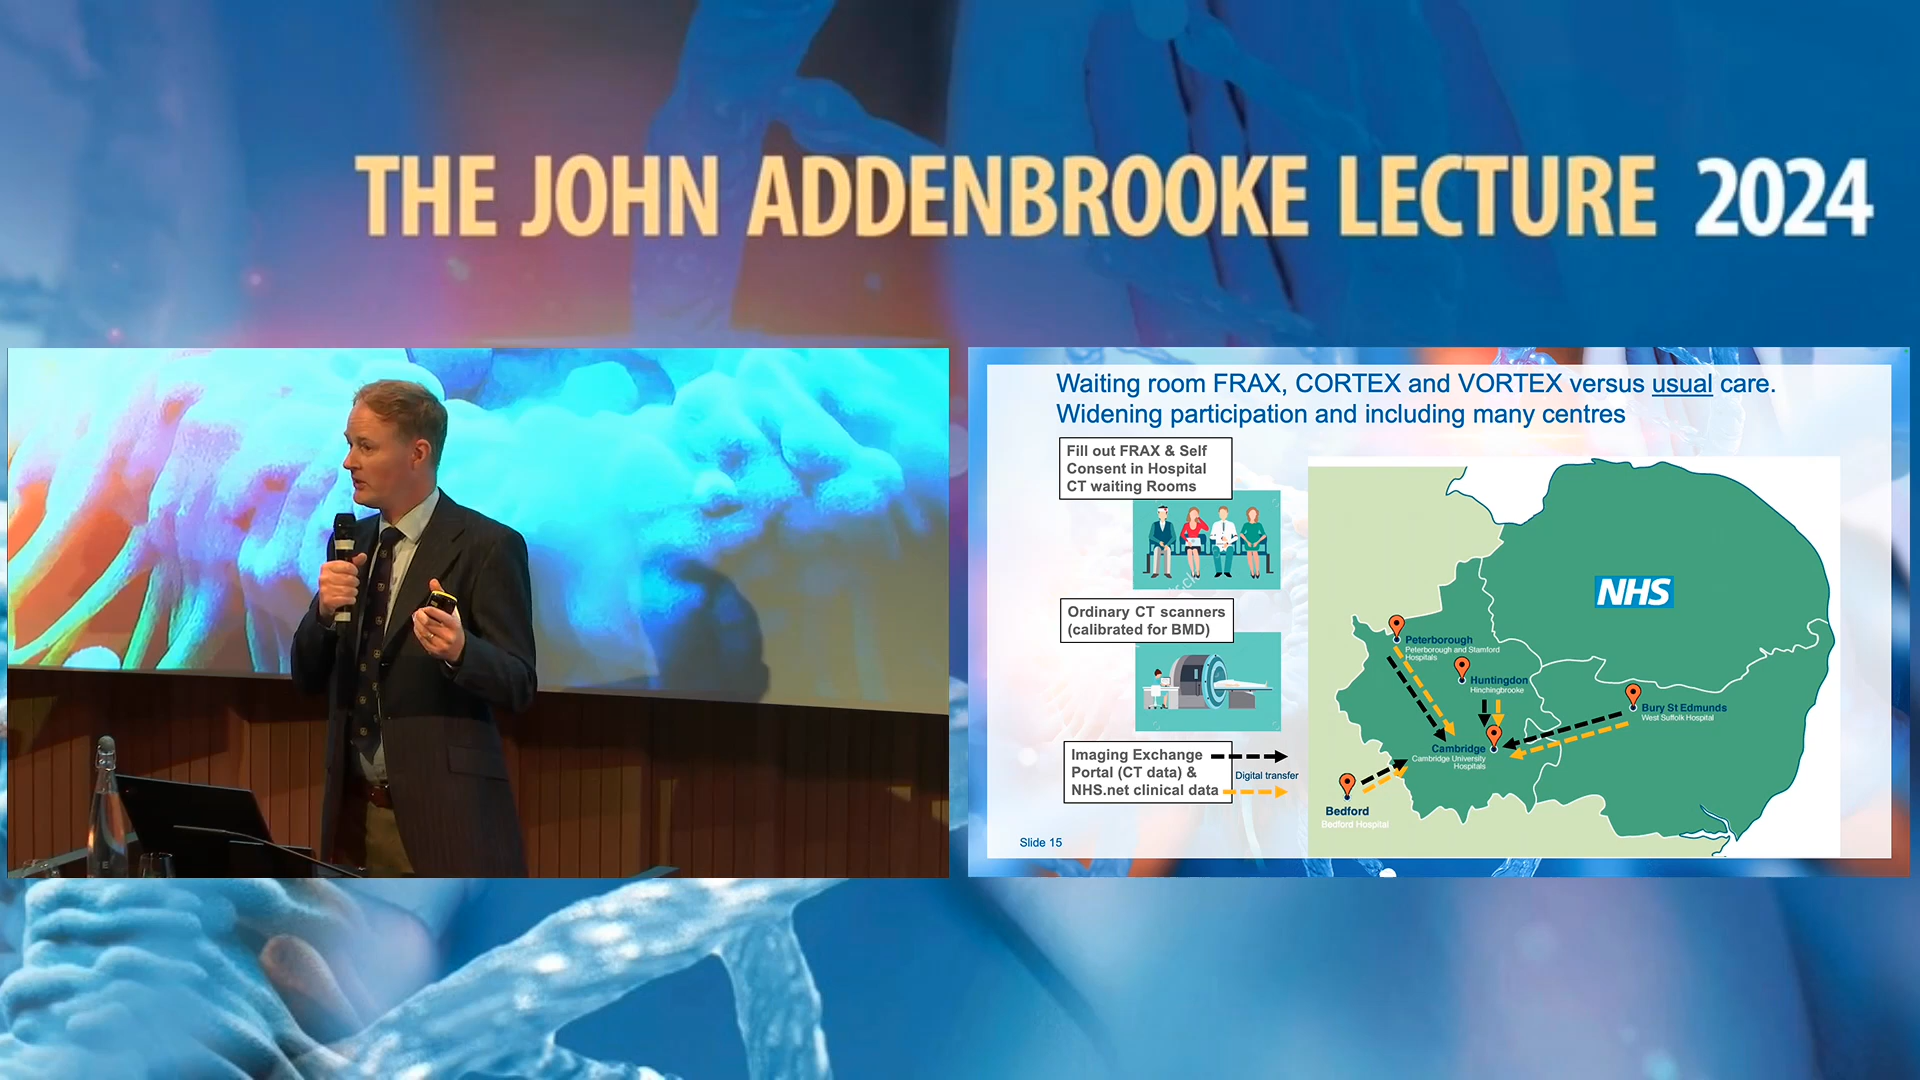 THE JOHN ADDENBROOKE LECTURE 2024
Waiting room FRAX, CORTEX and VORTEX versus usual care.
Widening participation and including many centres
Fill out FRAX & Self
Consent in Hospital
CT waiting Rooms
Ordinary CT scanners
(calibrated for BMD)
Imaging Exchange
Portal (CT data) &
NHS.net clinical data
Digital transfer
Slide 15
NHS
Peterborough
Peterborough and Stamford
Hospitals
Huntingdon
Hinchingbrooke
Bury St Edmunds
West Suffolk Hospital
Cambridge
Cambridge University
Hospitals
Bedford
Bedford Hospital